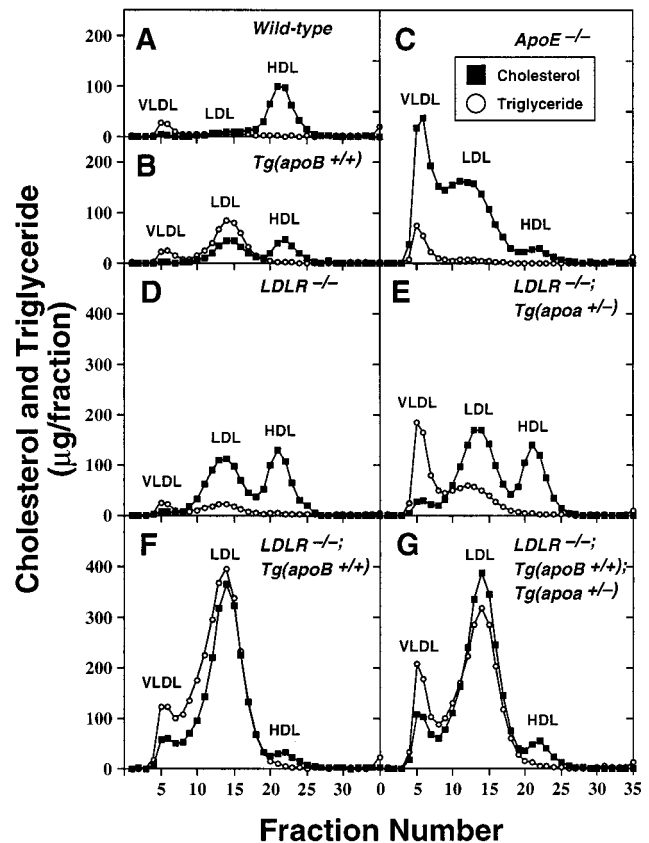 A
Wild-type
VLDL
LDL
HDL
B
Tg(apoB +/+)
VLDL
LDL
HDL
C
ApoE −/−
Cholesterol
Triglyceride
VLDL
LDL
HDL
D
LDLR −/−
VLDL
LDL
HDL
E
LDLR −/−;
Tg(apoa +/−)
VLDL
LDL
HDL
F
LDLR −/−;
Tg(apoB +/+)
VLDL
LDL
HDL
G
LDLR −/−;
Tg(apoB +/+);
Tg(apoa +/−)
VLDL
LDL
HDL
200
100
0
200
100
0
400
300
200
100
0
400
300
200
100
0
5 10 15 20 25 30 0
5 10 15 20 25 30 35
Cholesterol and Triglyceride
(μg/fraction)
Fraction Number